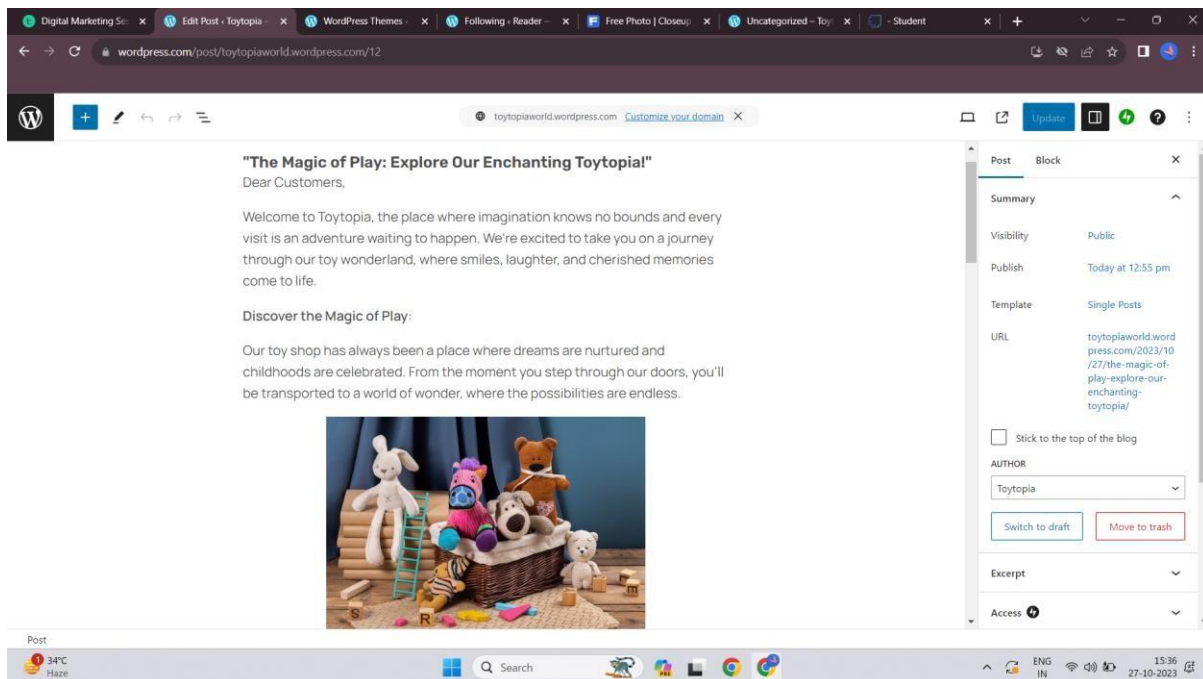 Digital Marketing Se
Edit Post ‹ Toytopia –
WordPress Themes ‹
Following ‹ Reader –
Free Photo | Closeup
Uncategorized – Toy
- Student
wordpress.com/post/toytopiaworld.wordpress.com/12
toytopiaworld.wordpress.com Customize your domain X
Update
"The Magic of Play: Explore Our Enchanting Toytopia!"
Dear Customers,
Welcome to Toytopia, the place where imagination knows no bounds and every
visit is an adventure waiting to happen. We're excited to take you on a journey
through our toy wonderland, where smiles, laughter, and cherished memories
come to life.
Discover the Magic of Play:
Our toy shop has always been a place where dreams are nurtured and
childhoods are celebrated. From the moment you step through our doors, you'll
be transported to a world of wonder, where the possibilities are endless.
S
R
E
Post Block
Summary
Visibility Public
Publish Today at 12:55 pm
Template Single Posts
URL toytopiaworld.word
press.com/2023/10
/27/the-magic-of-
play-explore-our-
enchanting-
toytopia/
Stick to the top of the blog
AUTHOR
Toytopia
Switch to draft Move to trash
Excerpt
Access
Post
1 34°C
Haze
Search
PRE
ENG
IN
15:36
27-10-2023